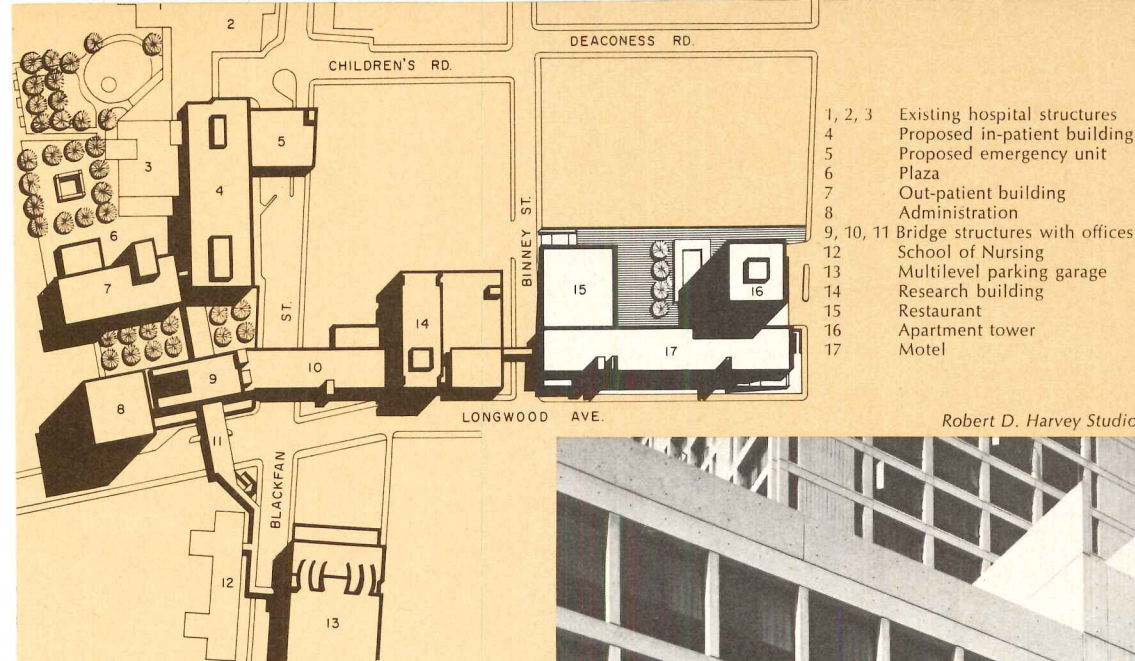 1
2
DEACONESS RD.
CHILDREN'S RD.
3
4
5
6
7
ST.
BINNEY ST.
15
16
14
17
10
9
8
LONGWOOD AVE.
11
BLACKFAN
12
13
1, 2, 3 Existing hospital structures
4 Proposed in-patient building
5 Proposed emergency unit
6 Plaza
7 Out-patient building
8 Administration
9, 10, 11 Bridge structures with offices
12 School of Nursing
13 Multilevel parking garage
14 Research building
15 Restaurant
16 Apartment tower
17 Motel
Robert D. Harvey Studio